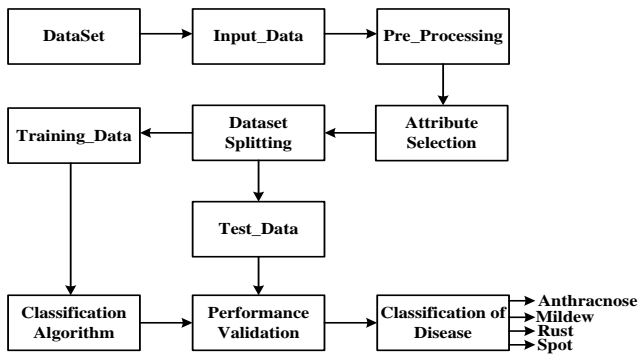 DataSet
Input_Data
Pre_Processing
Training_Data
Dataset
Splitting
Attribute
Selection
Test_Data
Classification
Algorithm
Performance
Validation
Classification of
Disease
Anthracnose
Mildew
Rust
Spot